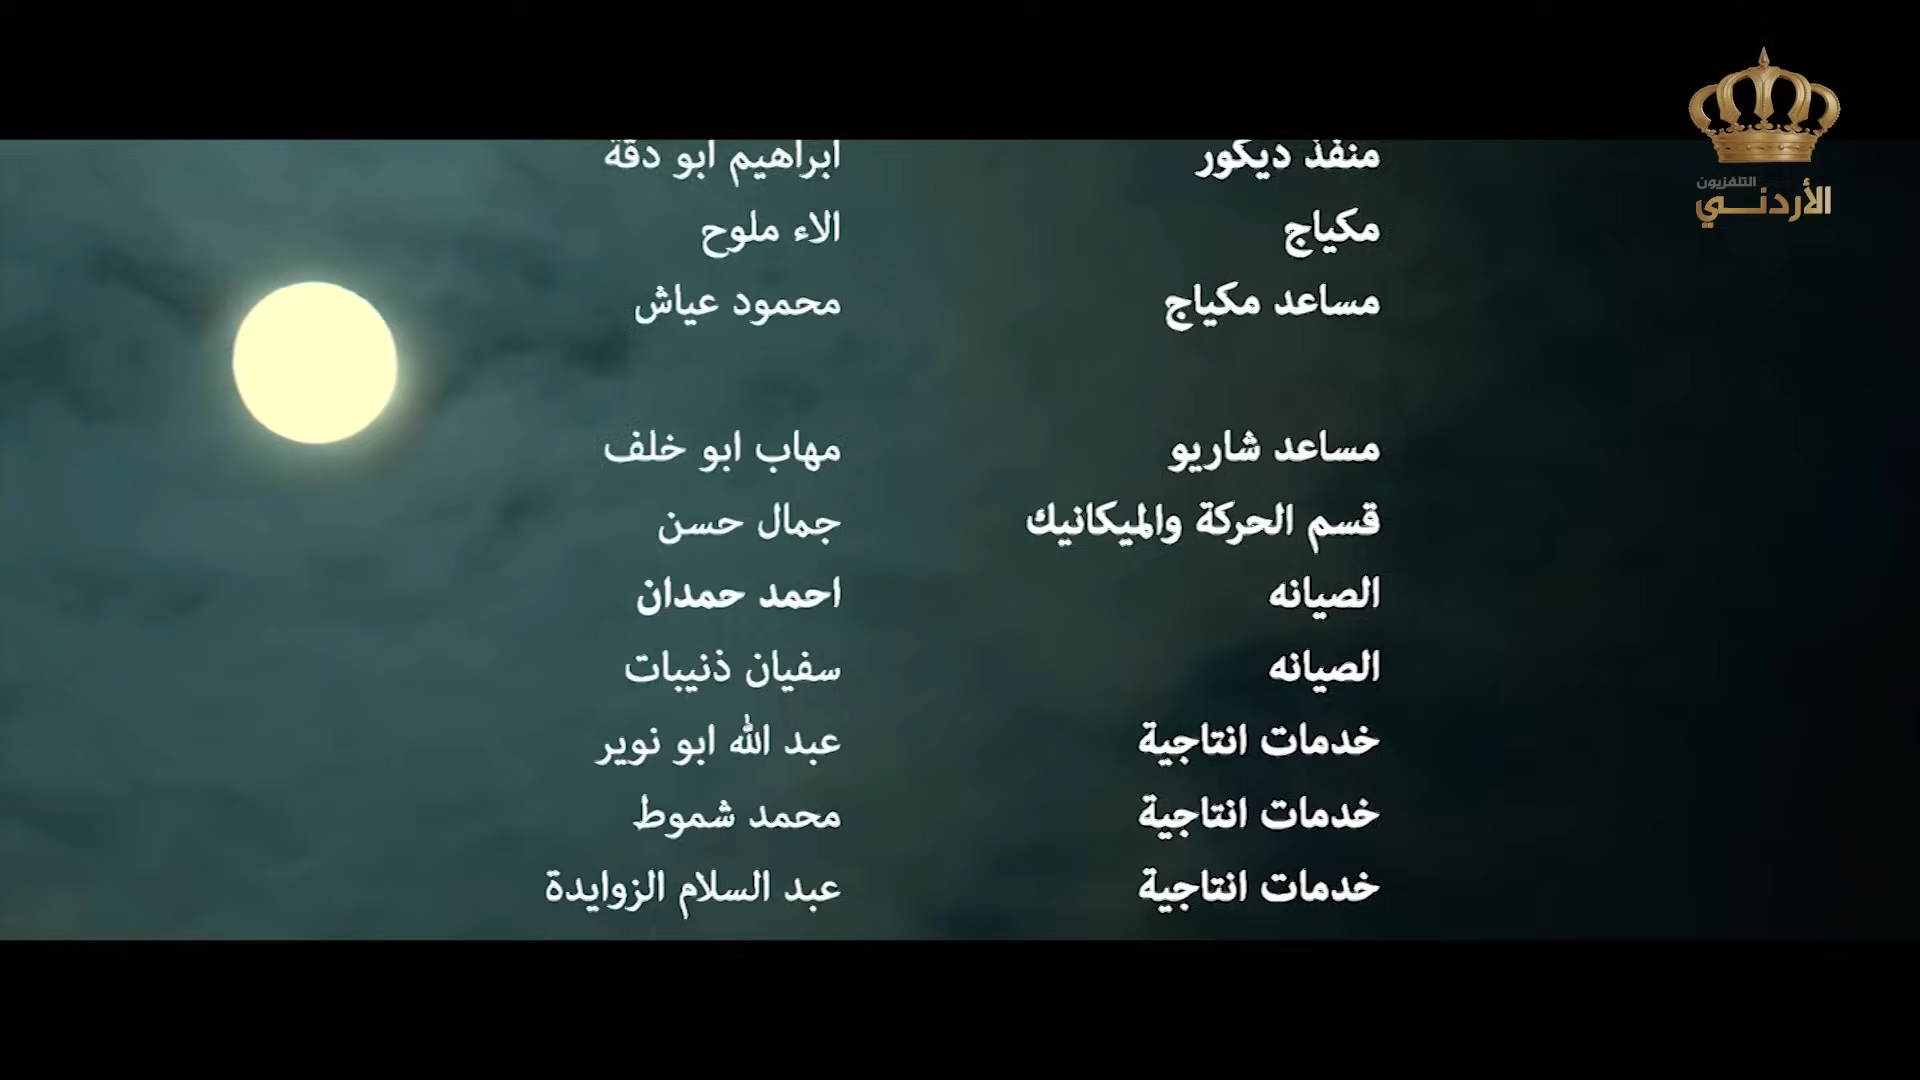 منفذ ديكور ابراهيم ابو دقة
مكياج الاء ملوح
مساعد مكياج محمود عياش
مساعد شاريو مهاب ابو خلف
قسم الحركة والميكانيك جمال حسن
الصيانه احمد حمدان
الصيانه سفيان ذنيبات
خدمات انتاجية عبد الله ابو نوير
خدمات انتاجية محمد شموط
خدمات انتاجية عبد السلام الزوايدة
التلفزيون
الأردني